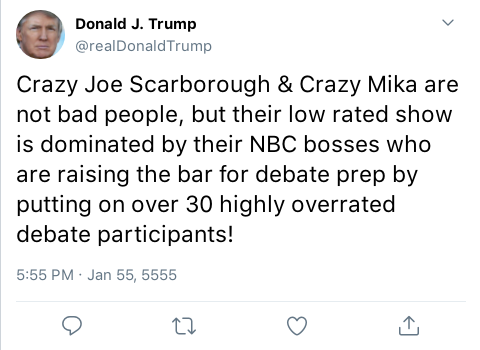 Donald J. Trump
@realDonaldTrump
Crazy Joe Scarborough & Crazy Mika are
not bad people, but their low rated show
is dominated by their NBC bosses who
are raising the bar for debate prep by
putting on over 30 highly overrated
debate participants!
5:55 PM · Jan 55, 5555